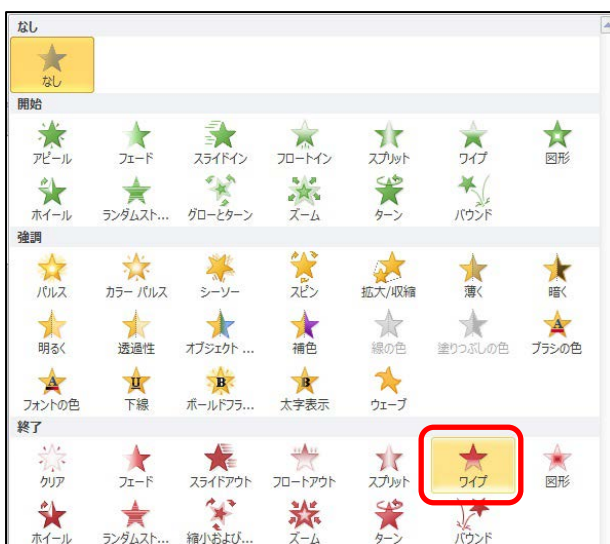 なし
なし
開始
アピール フェード スライドイン フロートイン スプリット ワイプ 図形
ホイール ランダムスト... グローとターン ズーム ターン バウンド
強調
パルス カラー パルス シーソー スピン 拡大/収縮 薄く 暗く
明るく 透過性 オブジェクト ... 補色 線の色 塗りつぶしの色 ブラシの色
フォントの色 下線 ボールドフラ... 太字表示 ウェーブ
終了
クリア フェード スライドアウト フロートアウト スプリット ワイプ 図形
ホイール ランダムスト... 縮小および... ズーム ターン バウンド